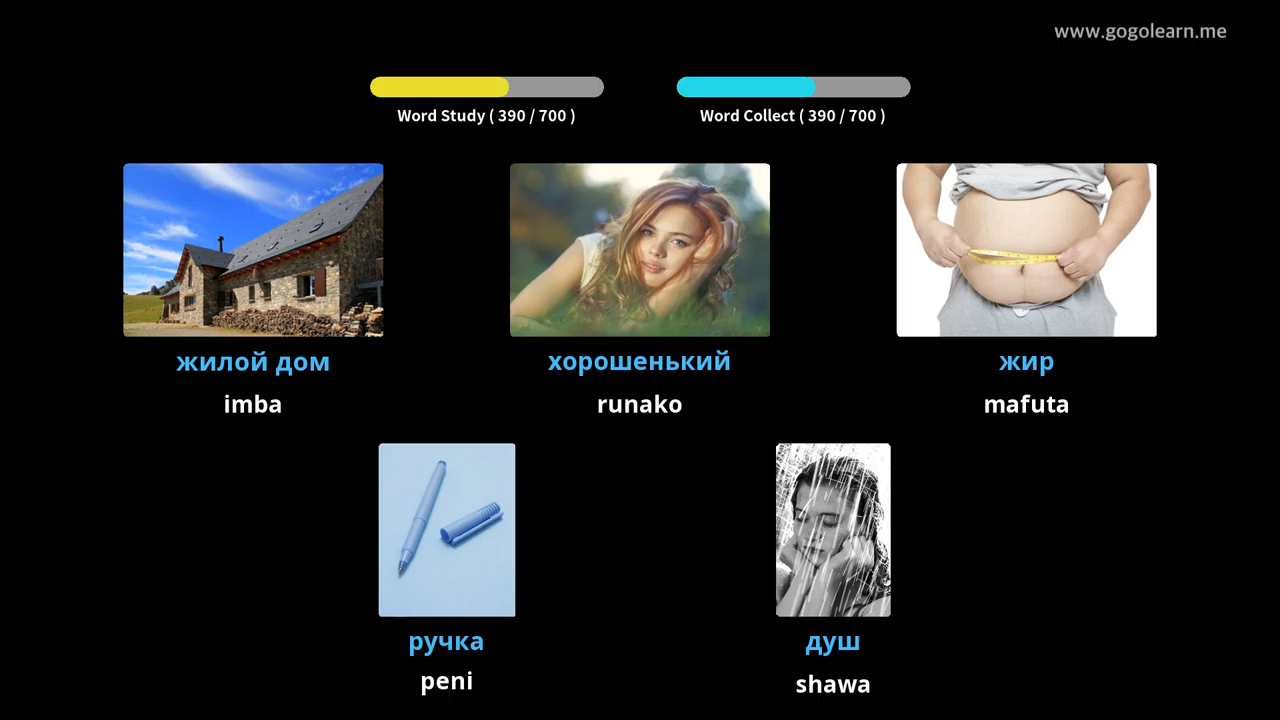 www.gogolearn.me
Word Study ( 390 / 700 )
Word Collect ( 390 / 700 )
жилой дом
imba
хорошенький
runako
жир
mafuta
ручка
peni
душ
shawa